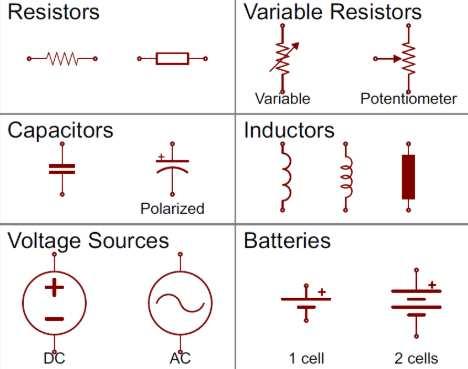 Resistors
Variable Resistors
Variable
Potentiometer
Capacitors
Inductors
+
Polarized
Voltage Sources
Batteries
+
+
+
DC
AC
1 cell
2 cells